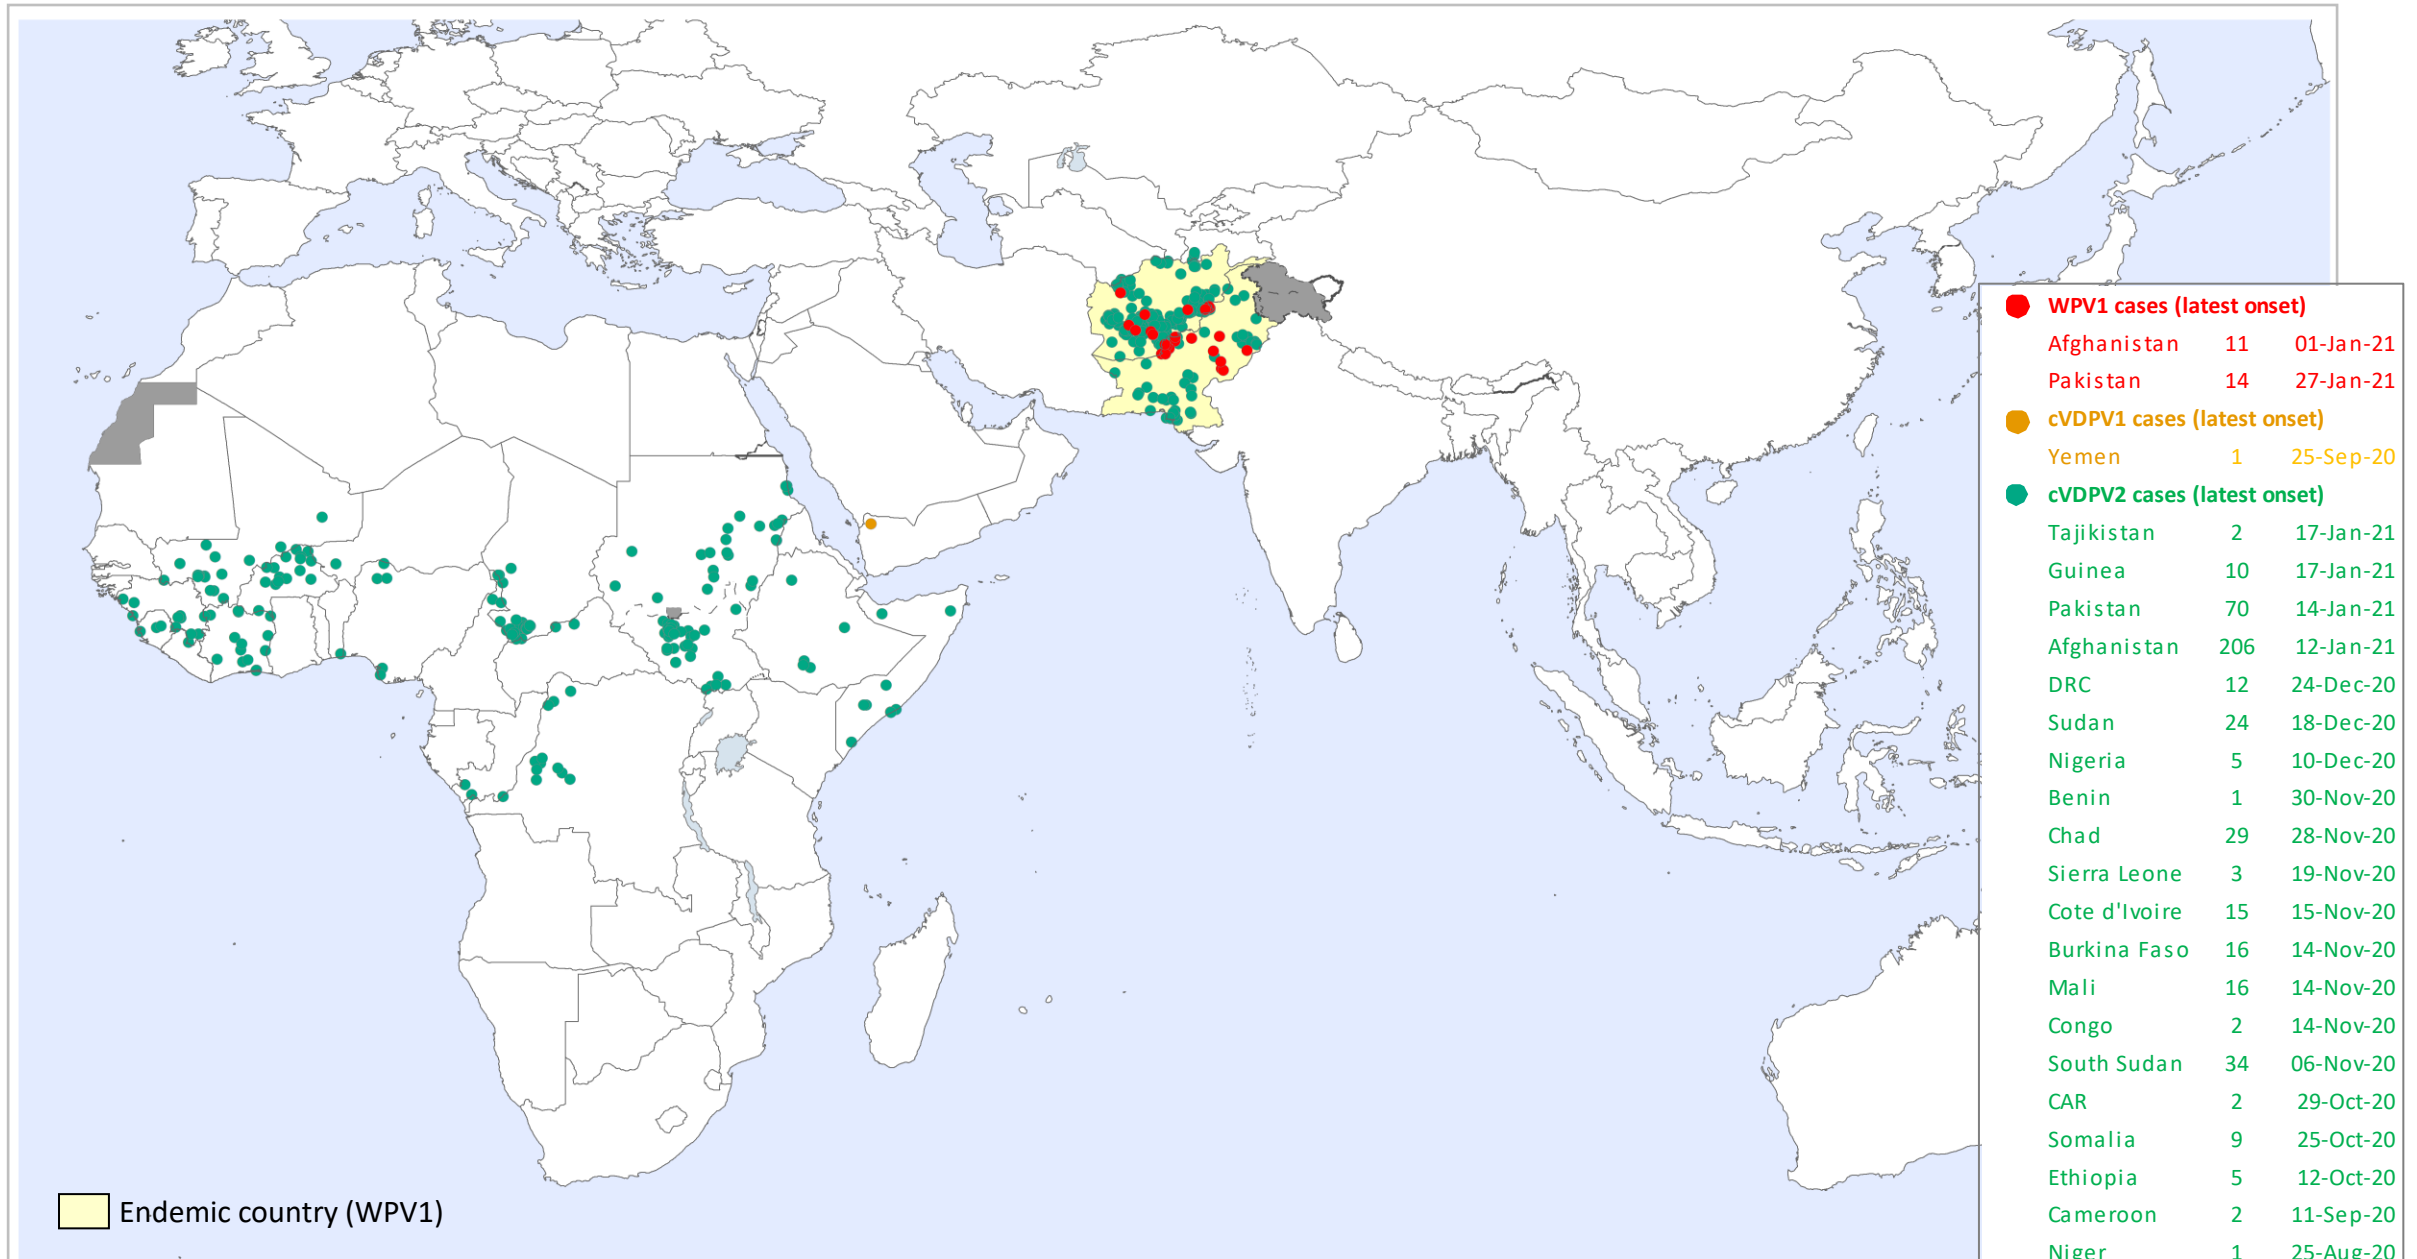 WPV1 cases (latest onset)
Afghanistan 11 01-Jan-21
Pakistan 14 27-Jan-21
cVDPV1 cases (latest onset)
Yemen 1 25-Sep-20
cVDPV2 cases (latest onset)
Tajikistan 2 17-Jan-21
Guinea 10 17-Jan-21
Pakistan 70 14-Jan-21
Afghanistan 206 12-Jan-21
DRC 12 24-Dec-20
Sudan 24 18-Dec-20
Nigeria 5 10-Dec-20
Benin 1 30-Nov-20
Chad 29 28-Nov-20
Sierra Leone 3 19-Nov-20
Cote d'Ivoire 15 15-Nov-20
Burkina Faso 16 14-Nov-20
Mali 16 14-Nov-20
Congo 2 14-Nov-20
South Sudan 34 06-Nov-20
CAR 2 29-Oct-20
Somalia 9 25-Oct-20
Ethiopia 5 12-Oct-20
Cameroon 2 11-Sep-20
Niger 1 25-Aug-20
Endemic country (WPV1)